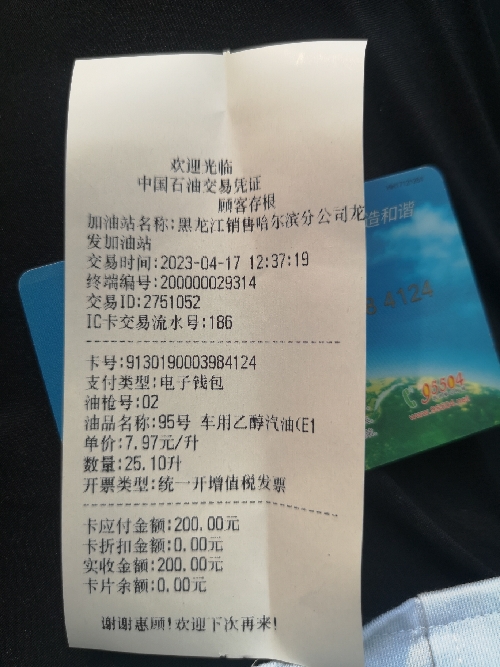 欢迎光临
中国石油交易凭证
顾客存根
加油站名称:黑龙江销售哈尔滨分公司龙
发加油站
交易时间:2023-04-17 12:37:19
终端编号:200000029314
交易ID:2751052
IC卡交易流水号:186
卡号:9130190003984124
支付类型:电子钱包
油枪号:02
油品名称:95号 车用乙醇汽油(E1
单价:7.97元/升
数量:25.10升
开票类型:统一开增值税发票
卡应付金额:200.00元
卡折扣金额:0.00元
实收金额:200.00元
卡片余额:0.00元
谢谢惠顾!欢迎下次再来!
造和谐
4124
95504